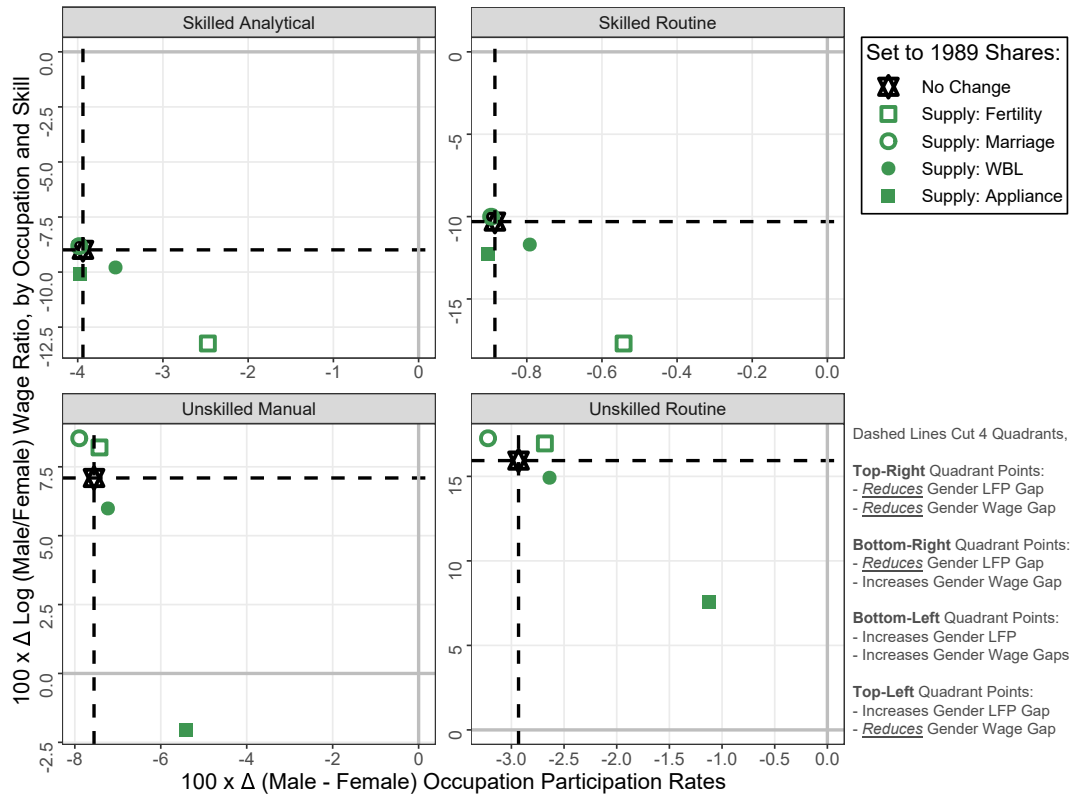 Skilled Analytical
Skilled Routine
0.0
-2.5
-5.0
-7.5
-10.0
-12.5
-4
-3
-2
-1
0
0
-5
-10
-15
-0.8
-0.6
-0.4
-0.2
0.0
Unskilled Manual
Unskilled Routine
7.5
5.0
2.5
0.0
-2.5
-8
-7
-6
-5
-4
-3
-2
-1
0
15
10
5
0
-3.0
-2.5
-2.0
-1.5
-1.0
-0.5
0.0
100 x Δ Log (Male/Female) Wage Ratio, by Occupation and Skill
100 x Δ (Male - Female) Occupation Participation Rates
Set to 1989 Shares:
No Change
Supply: Fertility
Supply: Marriage
Supply: WBL
Supply: Appliance
Dashed Lines Cut 4 Quadrants,
Top-Right Quadrant Points:
- Reduces Gender LFP Gap
- Reduces Gender Wage Gap
Bottom-Right Quadrant Points:
- Reduces Gender LFP Gap
- Increases Gender Wage Gap
Bottom-Left Quadrant Points:
- Increases Gender LFP
- Increases Gender Wage Gaps
Top-Left Quadrant Points:
- Increases Gender LFP Gap
- Reduces Gender Wage Gap